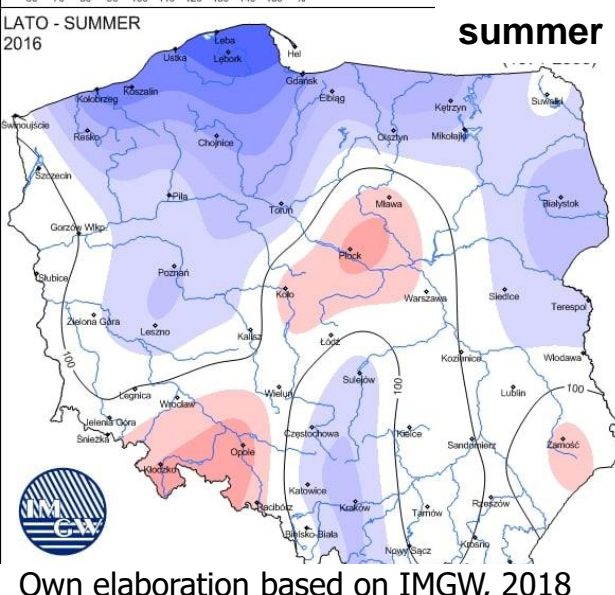 LATO - SUMMER
2016
summer
Łeba
Ustka
Lębork
Hel
Gdańsk
Koszalin
Kołobrzeg
Elbląg
Kętrzyn
Suwałki
Świnoujście
Resko
Chojnice
Olsztyn
Mikołajki
Szczecin
Piła
Toruń
Mława
Białystok
Gorzów Wlkp.
Płock
Poznań
Słubice
Koło
Warszawa
Siedlce
Terespol
Zielona Góra
Leszno
Kalisz
Łódź
100
Kozienice
Włodawa
Sulejów
Legnica
Wieluń
100
Lublin
100
Wrocław
Jelenia Góra
Śnieżka
Częstochowa
Kielce
Opole
Sandomierz
Zamość
Kłodzko
Katowice
Racibórz
Kraków
Tarnów
Rzeszów
Bielsko-Biała
Nowy Sącz
Krosno
IM
GW
Own elaboration based on IMGW, 2018